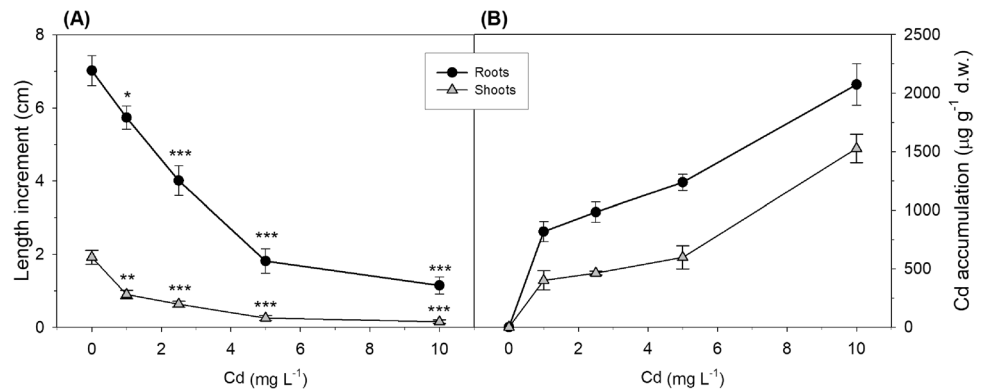 (A)
(B)
8
6
4
2
0
Length increment (cm)
*
***
***
***
**
***
***
***
0 2 4 6 8 10
Cd (mg L⁻¹)
Roots
Shoots
0 2 4 6 8 10
Cd (mg L⁻¹)
2500
2000
1500
1000
500
0
Cd accumulation (µg g⁻¹ d.w.)